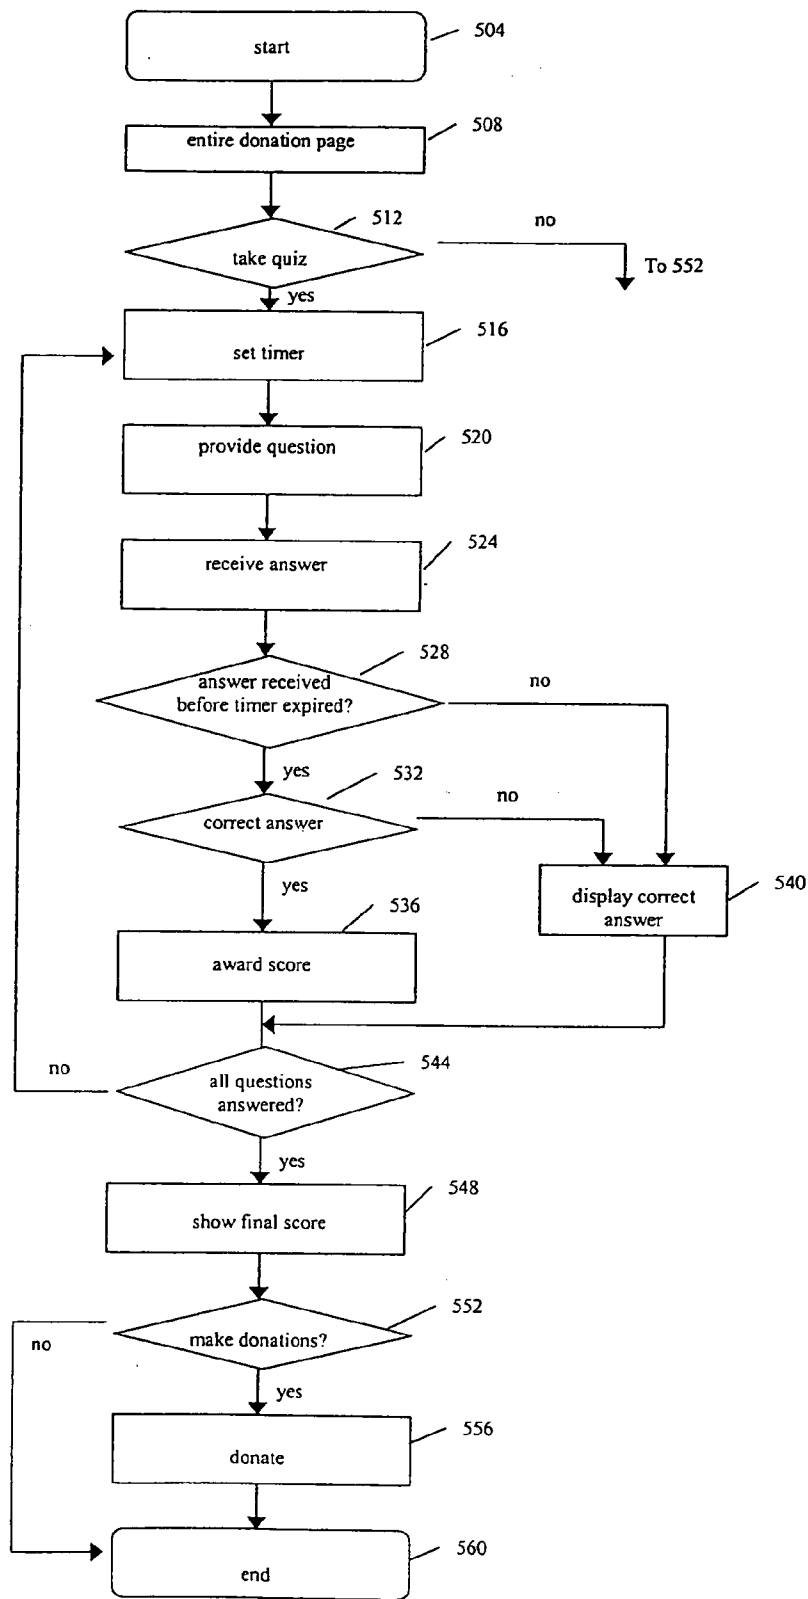 start
504
entire donation page
508
512
take quiz
no
To 552
yes
set timer
516
provide question
520
receive answer
524
528
answer received
before timer expired?
no
yes
532
correct answer
no
yes
536
award score
display correct
answer
540
544
all questions
answered?
no
yes
548
show final score
552
make donations?
no
yes
556
donate
560
end